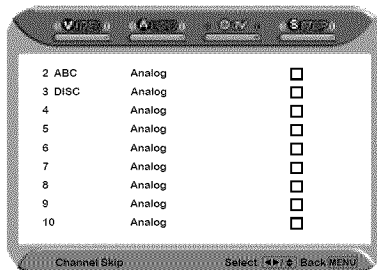 2 ABC Analog
3 DISC Analog
4 Analog
5 Analog
6 Analog
7 Analog
8 Analog
9 Analog
10 Analog
Channel Skip Select ◀▶/♦ Back MENU